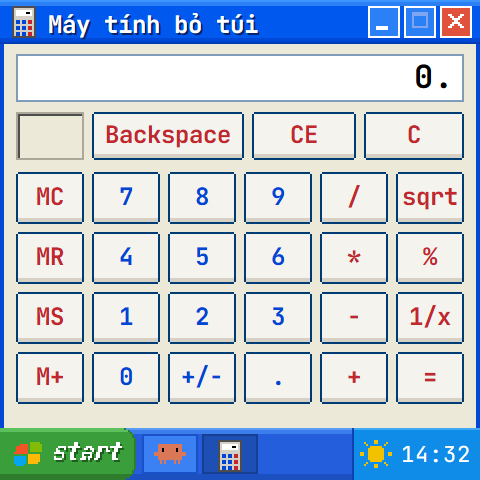 Máy tính bỏ túi
0.
Backspace CE C
MC 7 8 9 / sqrt
MR 4 5 6 * %
MS 1 2 3 - 1/x
M+ 0 +/- . + =
start 14:32